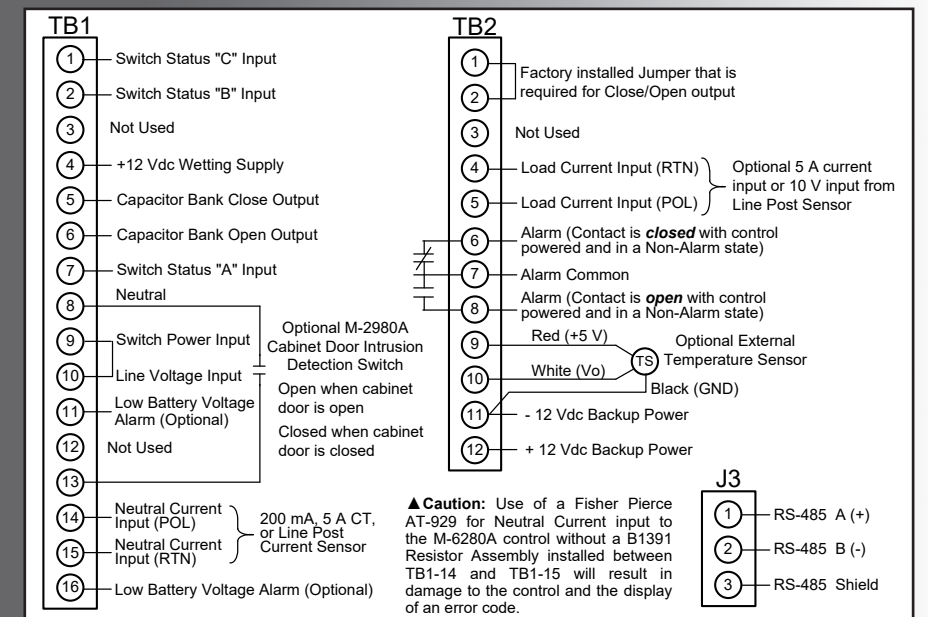 TB1
1 Switch Status "C" Input
2 Switch Status "B" Input
3 Not Used
4 +12 Vdc Wetting Supply
5 Capacitor Bank Close Output
6 Capacitor Bank Open Output
7 Switch Status "A" Input
8 Neutral
9 Switch Power Input
10 Line Voltage Input
11 Low Battery Voltage
Alarm (Optional)
12 Not Used
13
14 Neutral Current
Input (POL)
15 Neutral Current
Input (RTN)
200 mA, 5 A CT,
or Line Post
Current Sensor
16 Low Battery Voltage Alarm (Optional)
Optional M-2980A
Cabinet Door Intrusion
Detection Switch
Open when cabinet
door is open
Closed when cabinet
door is closed
TB2
1
2
Factory installed Jumper that is
required for Close/Open output
3 Not Used
4 Load Current Input (RTN)
5 Load Current Input (POL)
Optional 5 A current
input or 10 V input from
Line Post Sensor
6 Alarm (Contact is closed with control
powered and in a Non-Alarm state)
7 Alarm Common
8 Alarm (Contact is open with control
powered and in a Non-Alarm state)
9 Red (+5 V)
10 White (Vo)
TS
Optional External
Temperature Sensor
Black (GND)
11 - 12 Vdc Backup Power
12 + 12 Vdc Backup Power
▲Caution: Use of a Fisher Pierce
AT-929 for Neutral Current input to
the M-6280A control without a B1391
Resistor Assembly installed between
TB1-14 and TB1-15 will result in
damage to the control and the display
of an error code.
J3
1 RS-485 A (+)
2 RS-485 B (-)
3 RS-485 Shield